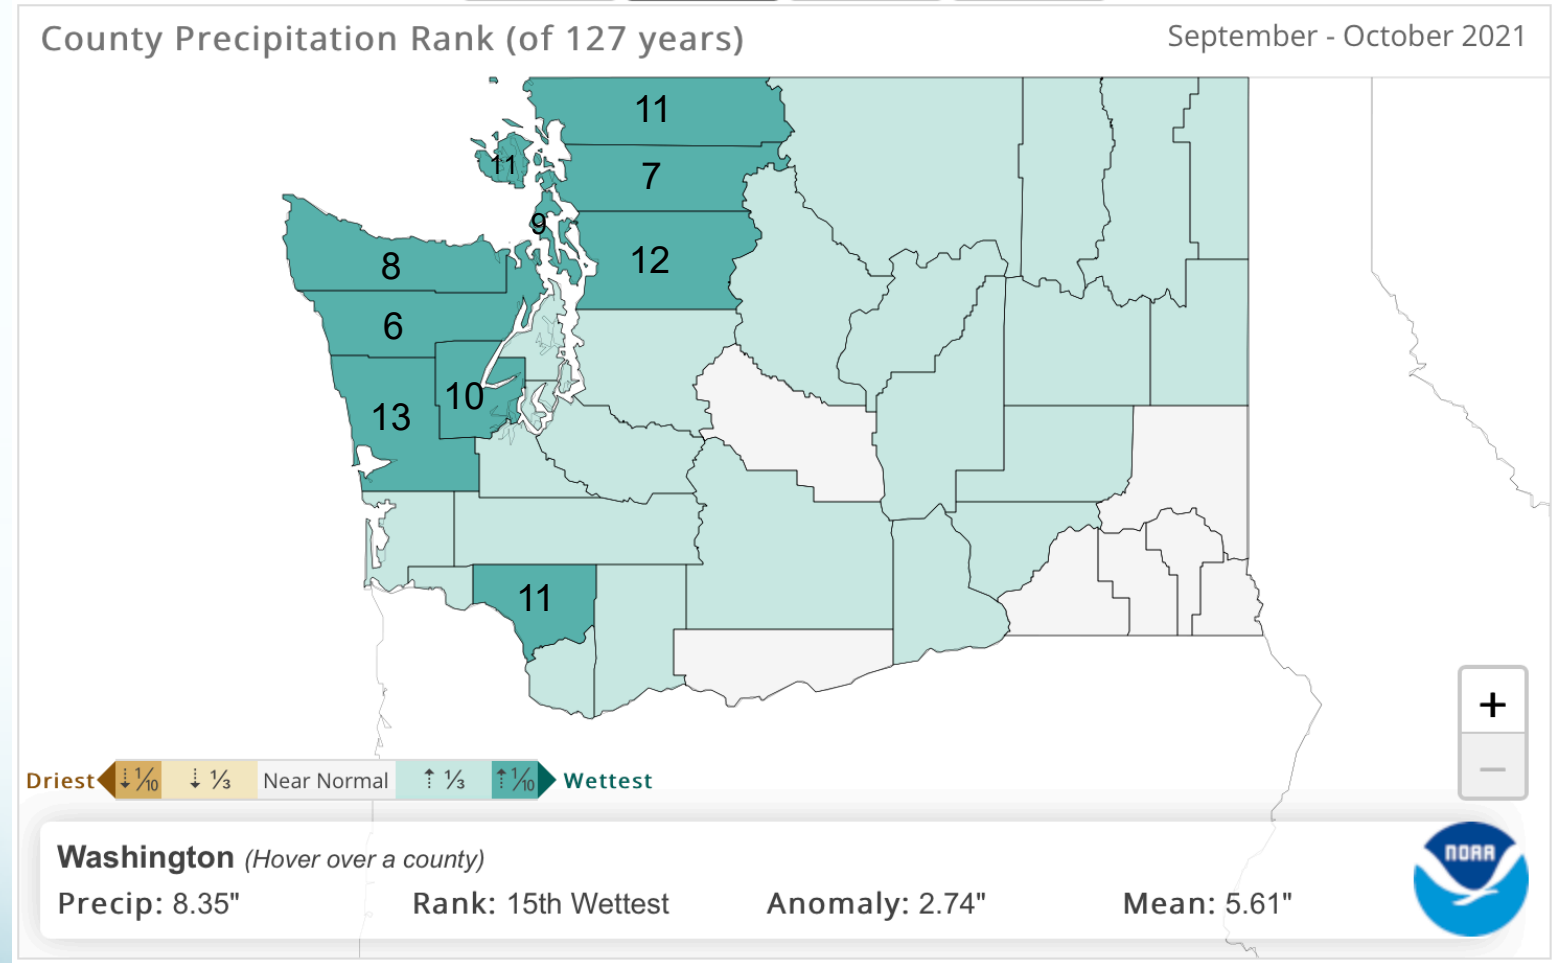 County Precipitation Rank (of 127 years)
September - October 2021
11
11
7
9
12
8
6
10
13
11
Driest
⇣ 1/10
⇣ 1/3
Near Normal
⇡ 1/3
⇡ 1/10
Wettest
+
−
Washington (Hover over a county)
Precip: 8.35" Rank: 15th Wettest Anomaly: 2.74" Mean: 5.61"
NOAA